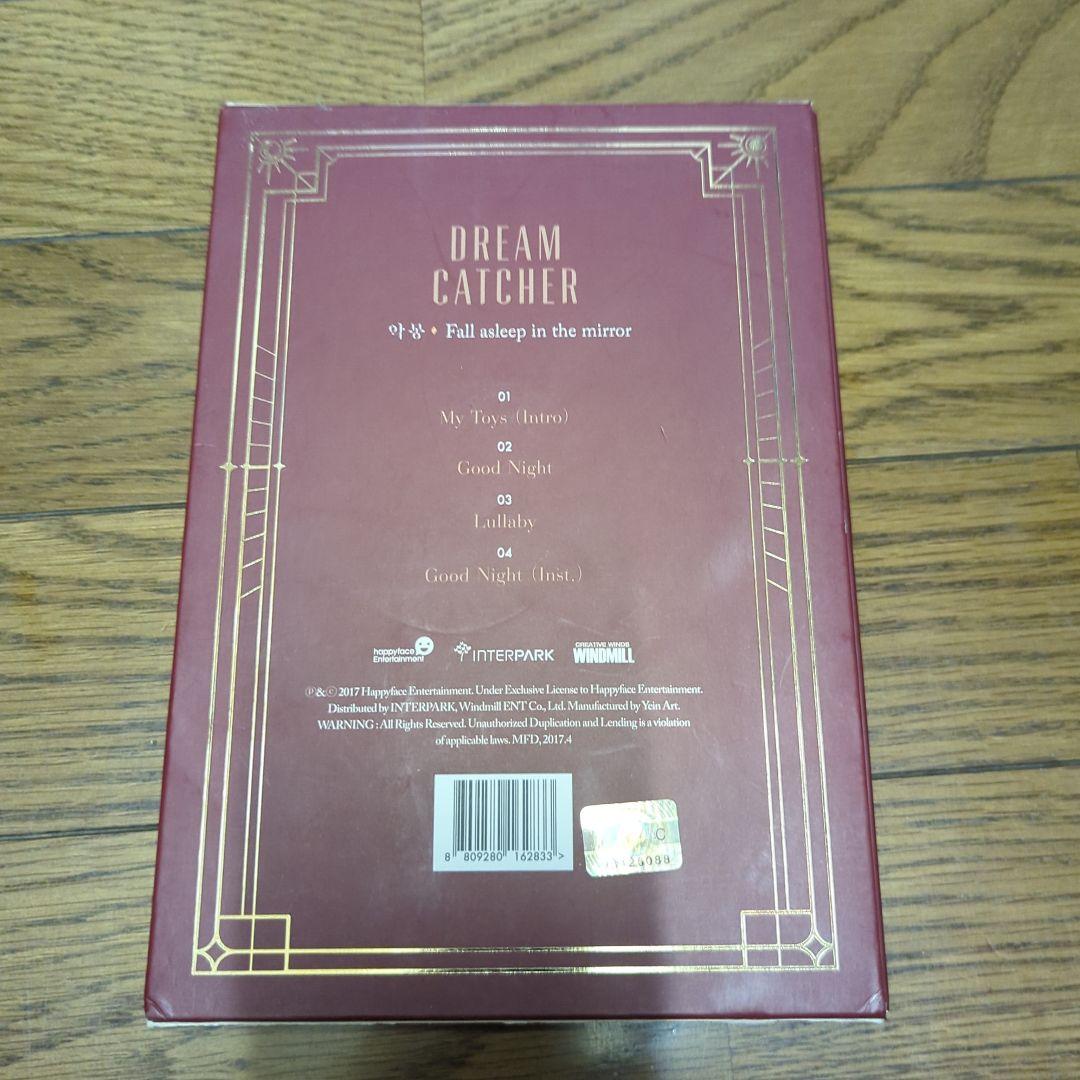 DREAM
CATCHER
악몽 ♦ Fall asleep in the mirror
01
My Toys (Intro)
02
Good Night
03
Lullaby
04
Good Night (Inst.)
happyface
Entertainment
INTERPARK
CREATIVE WINDS
WINDMILL
Ⓟ&ⓒ 2017 Happyface Entertainment. Under Exclusive License to Happyface Entertainment.
Distributed by INTERPARK, Windmill ENT Co., Ltd. Manufactured by Yein Art.
WARNING : All Rights Reserved. Unauthorized Duplication and Lending is a violation
of applicable laws. MFD, 2017.4
8 809280 162833 >
C